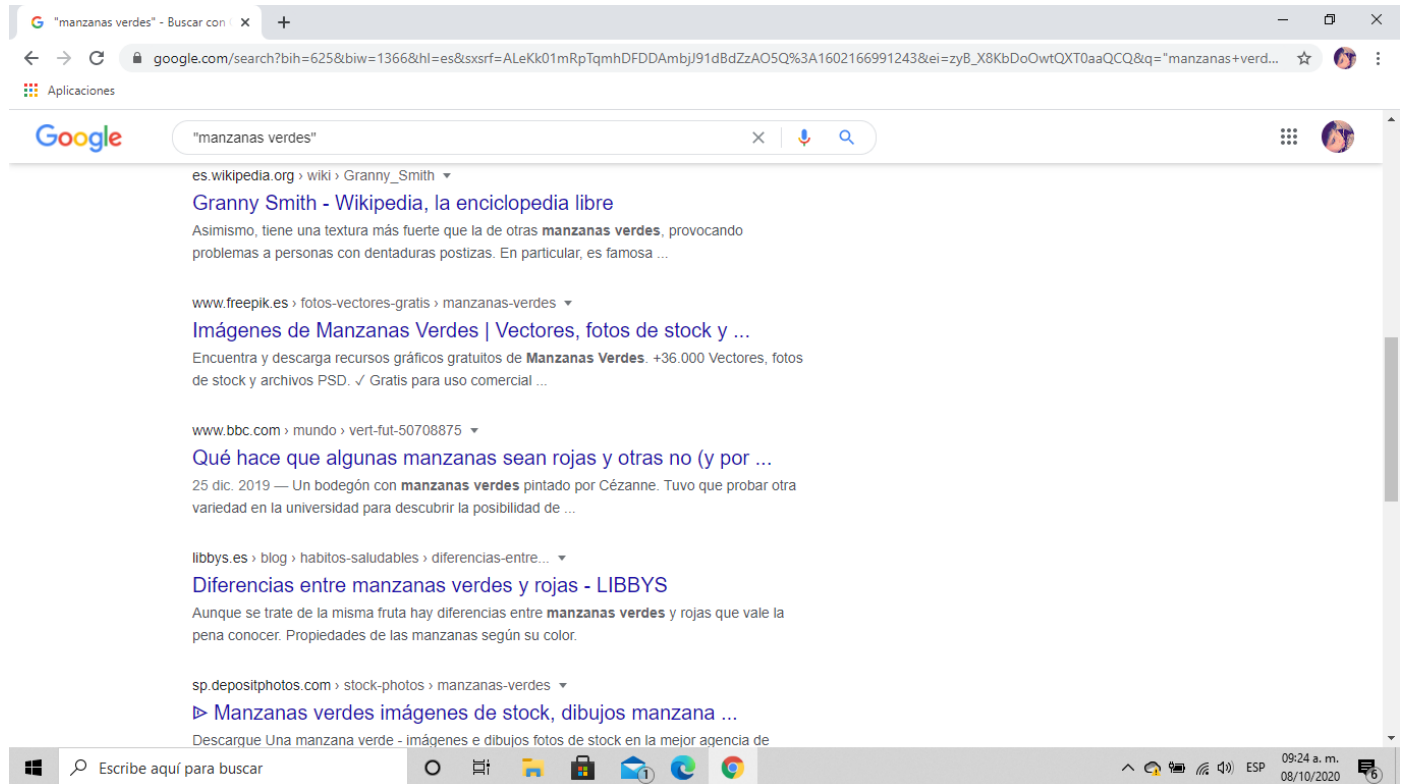 "manzanas verdes" - Buscar con
google.com/search?bih=625&biw=1366&hl=es&sxsrf=ALeKk01mRpTqmhDFDDAmbjJ91dBdZzAO5Q%3A1602166991243&ei=zyB_X8KbDoOwtQXT0aaQCQ&q="manzanas+verd...
Aplicaciones
Google
"manzanas verdes"
es.wikipedia.org › wiki › Granny_Smith
Granny Smith - Wikipedia, la enciclopedia libre
Asimismo, tiene una textura más fuerte que la de otras manzanas verdes, provocando
problemas a personas con dentaduras postizas. En particular, es famosa ...
www.freepik.es › fotos-vectores-gratis › manzanas-verdes
Imágenes de Manzanas Verdes | Vectores, fotos de stock y ...
Encuentra y descarga recursos gráficos gratuitos de Manzanas Verdes. +36.000 Vectores, fotos
de stock y archivos PSD. ✓ Gratis para uso comercial ...
www.bbc.com › mundo › vert-fut-50708875
Qué hace que algunas manzanas sean rojas y otras no (y por ...
25 dic. 2019 — Un bodegón con manzanas verdes pintado por Cézanne. Tuvo que probar otra
variedad en la universidad para descubrir la posibilidad de ...
libbys.es › blog › habitos-saludables › diferencias-entre...
Diferencias entre manzanas verdes y rojas - LIBBYS
Aunque se trate de la misma fruta hay diferencias entre manzanas verdes y rojas que vale la
pena conocer. Propiedades de las manzanas según su color.
sp.depositphotos.com › stock-photos › manzanas-verdes
ᐈ Manzanas verdes imágenes de stock, dibujos manzana ...
Descargue Una manzana verde - imágenes e dibujos fotos de stock en la mejor agencia de
Escribe aquí para buscar
1
ESP
09:24 a. m.
08/10/2020
6